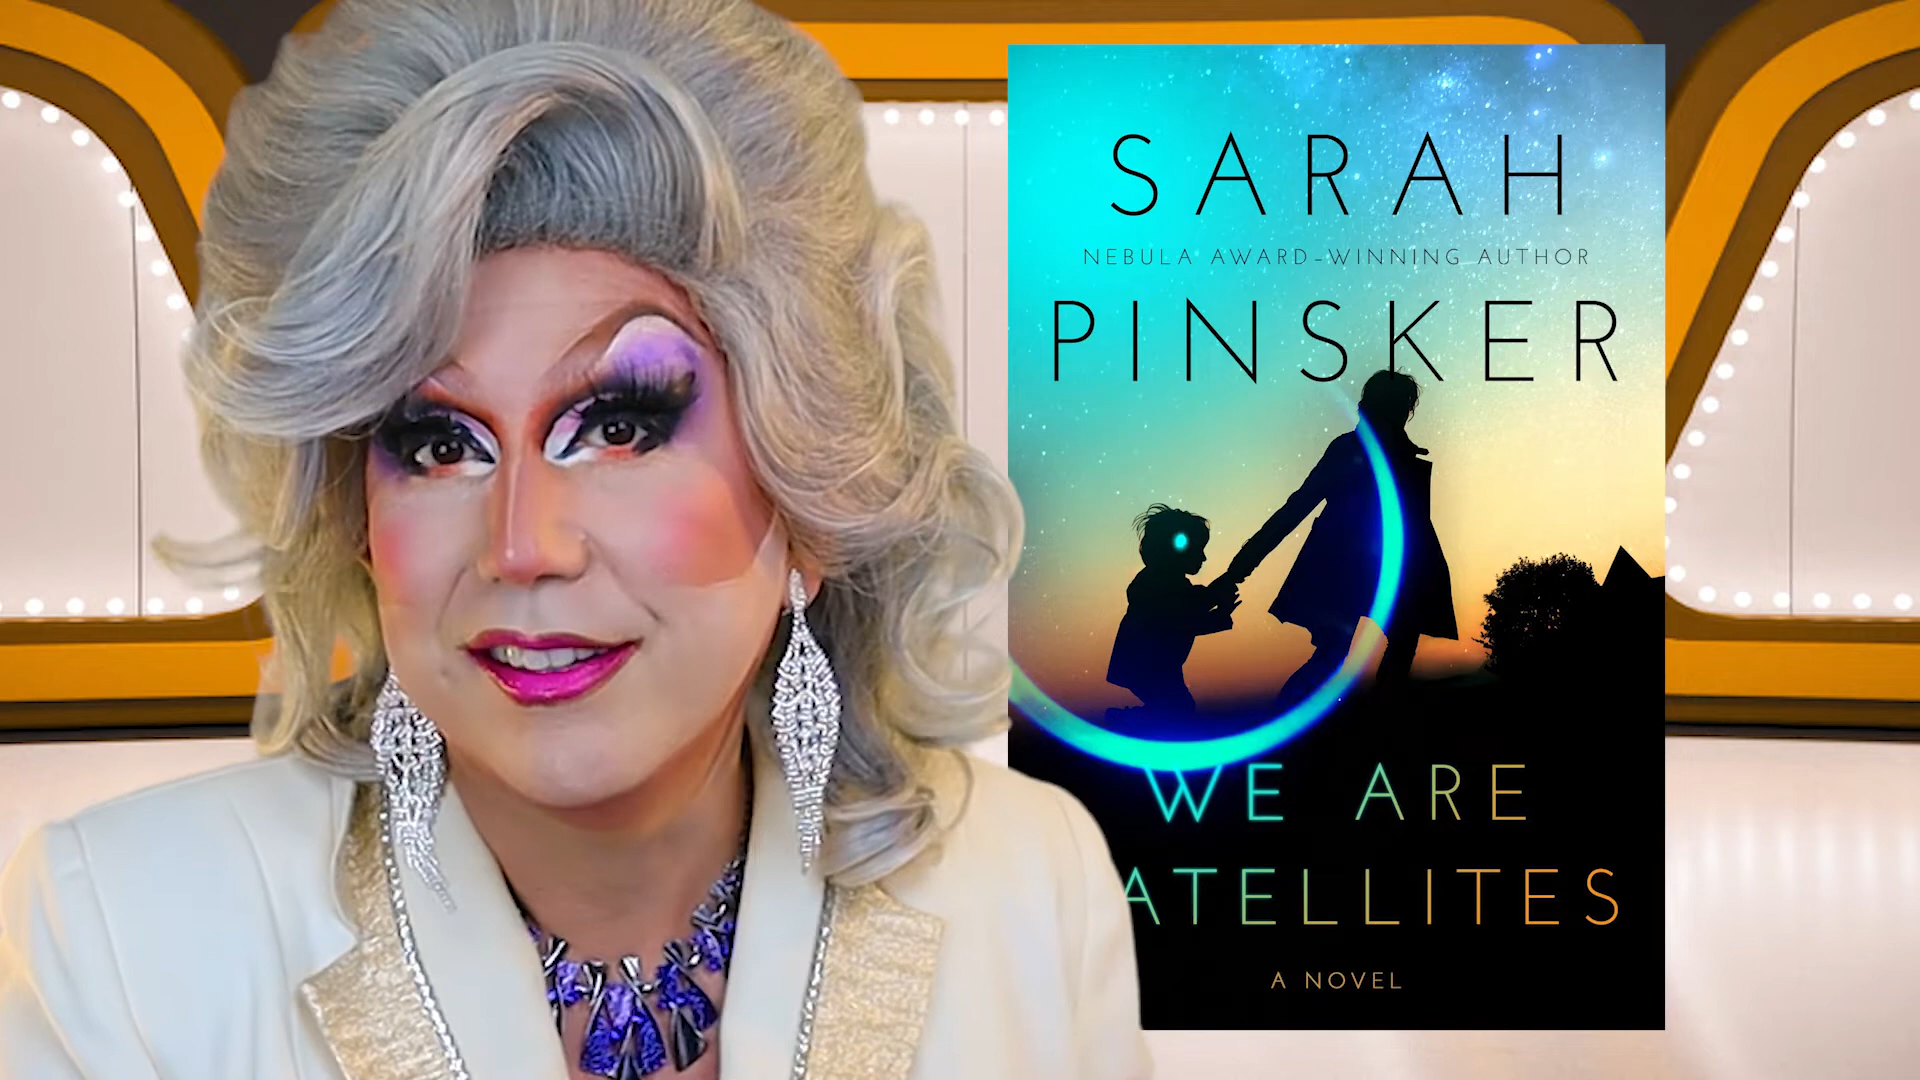 SARAH
NEBULA AWARD-WINNING AUTHOR
PINSKER
WE ARE
ATELLITES
A NOVEL